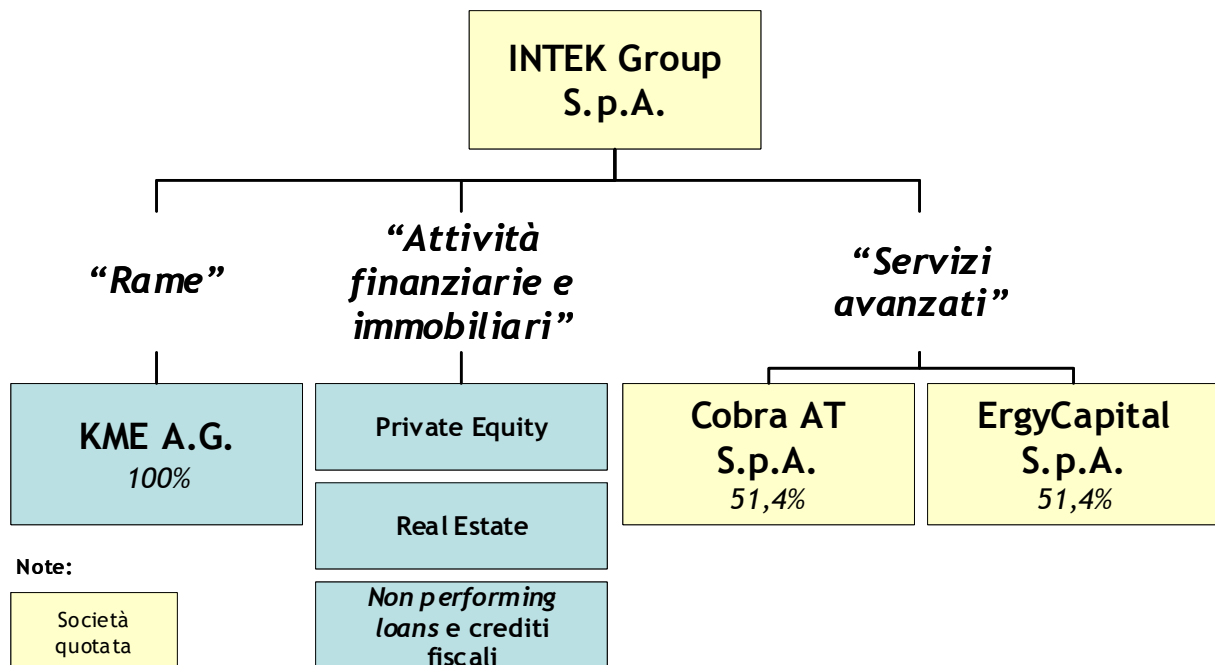 INTEK Group
S.p.A.
“Rame”
“Attività
finanziarie e
immobiliari”
“Servizi
avanzati”
KME A.G.
100%
Private Equity
Real Estate
Non performing
loans e crediti
fiscali
Cobra AT
S.p.A.
51,4%
ErgyCapital
S.p.A.
51,4%
Note:
Società
quotata